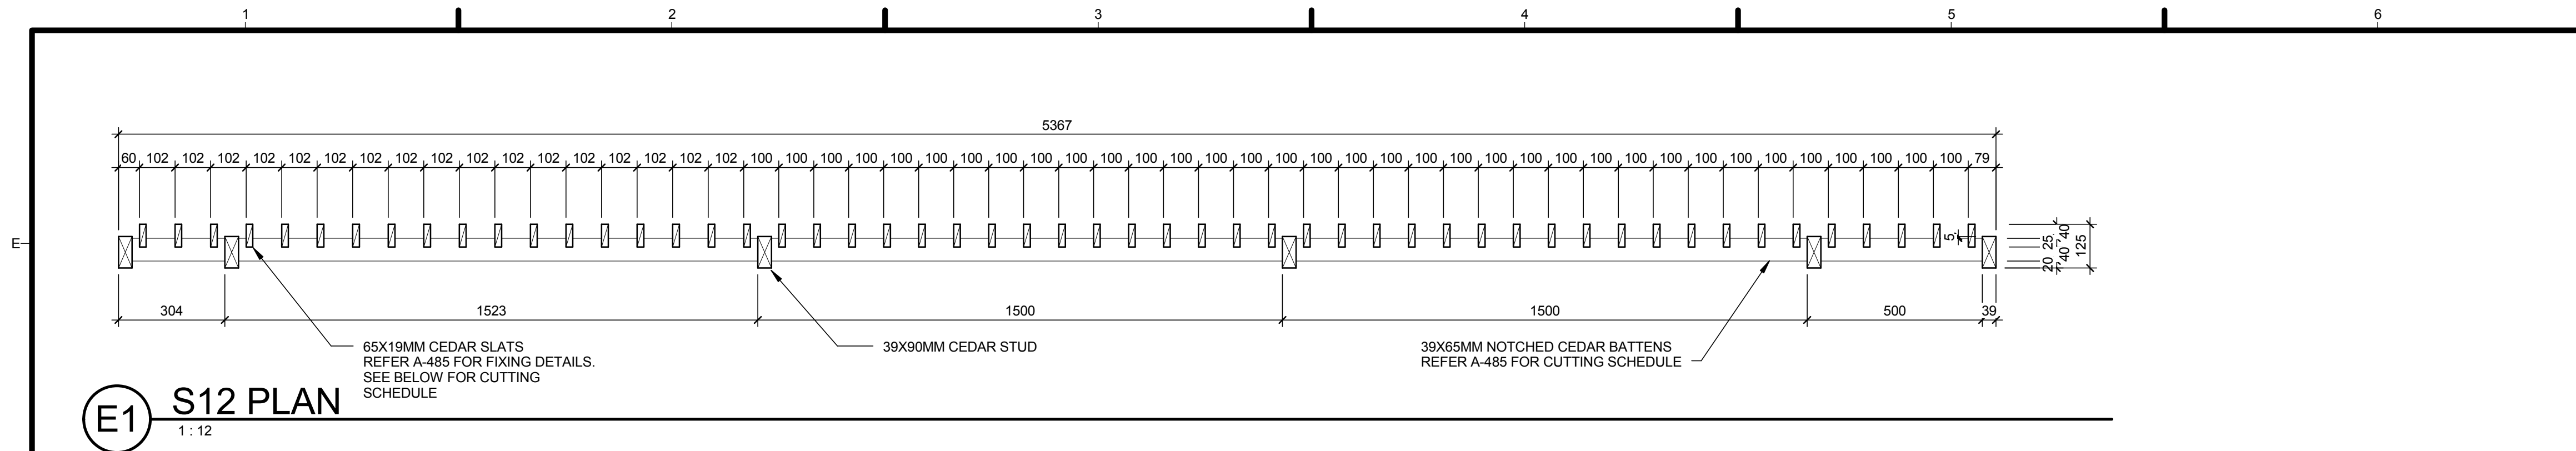 1 2 3 4 5 6
5367
60 102 102 102 102 102 102 102 102 102 102 102 102 102 102 102 102 102 100 100 100 100 100 100 100 100 100 100 100 100 100 100 100 100 100 100 100 100 100 100 100 100 100 100 100 100 100 100 100 100 100 100 100 79
E
5
20 25
40 40
125
304 1523 1500 1500 500 39
65X19MM CEDAR SLATS
REFER A-485 FOR FIXING DETAILS.
SEE BELOW FOR CUTTING
SCHEDULE
39X90MM CEDAR STUD
39X65MM NOTCHED CEDAR BATTENS
REFER A-485 FOR CUTTING SCHEDULE
E1 S12 PLAN
1 : 12